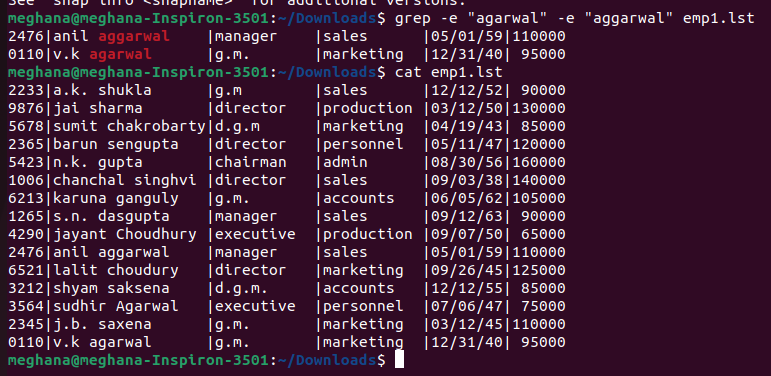 See "snap info <snapname>" for additional versions.
meghana@meghana-Inspiron-3501:~/Downloads$ grep -e "agarwal" -e "aggarwal" emp1.lst
2476|anil aggarwal    |manager   |sales     |05/01/59|110000
0110|v.k agarwal      |g.m.      |marketing |12/31/40| 95000
meghana@meghana-Inspiron-3501:~/Downloads$ cat emp1.lst
2233|a.k. shukla      |g.m       |sales     |12/12/52| 90000
9876|jai sharma       |director  |production|03/12/50|130000
5678|sumit chakrobarty|d.g.m     |marketing |04/19/43| 85000
2365|barun sengupta   |director  |personnel |05/11/47|120000
5423|n.k. gupta       |chairman  |admin     |08/30/56|160000
1006|chanchal singhvi |director  |sales     |09/03/38|140000
6213|karuna ganguly   |g.m.      |accounts  |06/05/62|105000
1265|s.n. dasgupta    |manager   |sales     |09/12/63| 90000
4290|jayant Choudhury |executive |production|09/07/50| 65000
2476|anil aggarwal    |manager   |sales     |05/01/59|110000
6521|lalit choudury   |director  |marketing |09/26/45|125000
3212|shyam saksena    |d.g.m.    |accounts  |12/12/55| 85000
3564|sudhir Agarwal   |executive |personnel |07/06/47| 75000
2345|j.b. saxena      |g.m.      |marketing |03/12/45|110000
0110|v.k agarwal      |g.m.      |marketing |12/31/40| 95000
meghana@meghana-Inspiron-3501:~/Downloads$